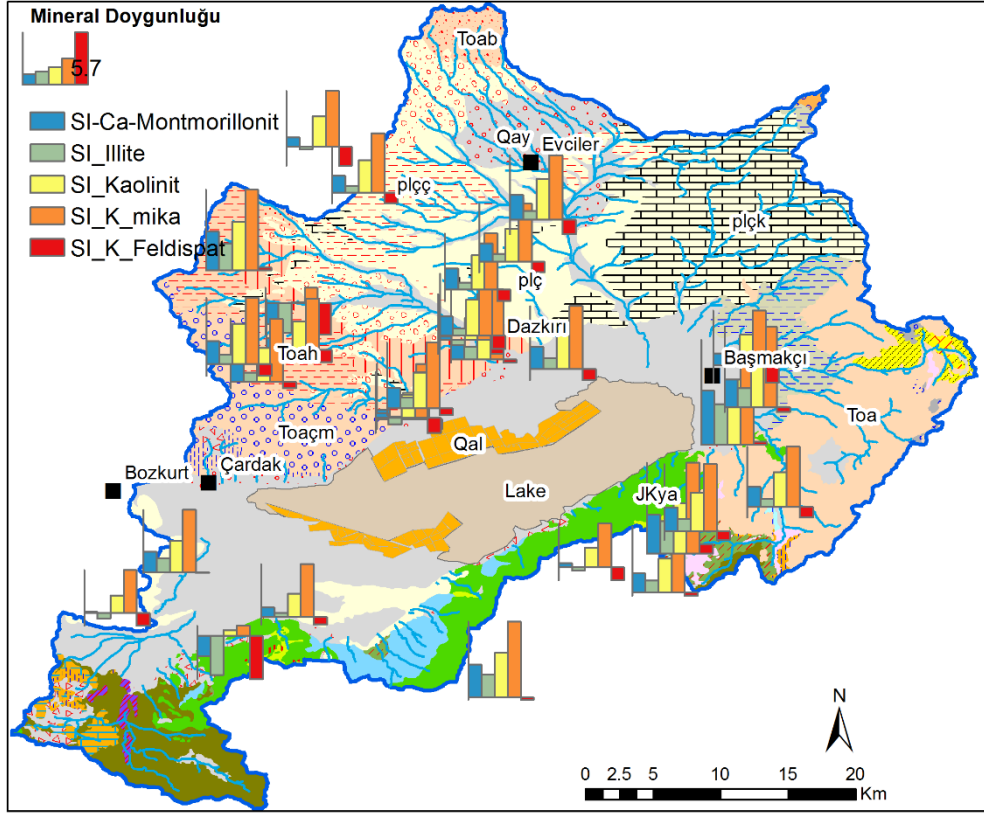 Mineral Doygunluğu
5.7
SI-Ca-Montmorillonit
SI_Illite
SI_Kaolinit
SI_K_mika
SI_K_Feldispat
Toab
Qay
Evciler
plçç
plçk
plç
Dazkırı
Toah
Başmakçı
Toa
Toaçm
Qal
Bozkurt
Çardak
Lake
JKya
N
0 2.5 5 10 15 20
Km